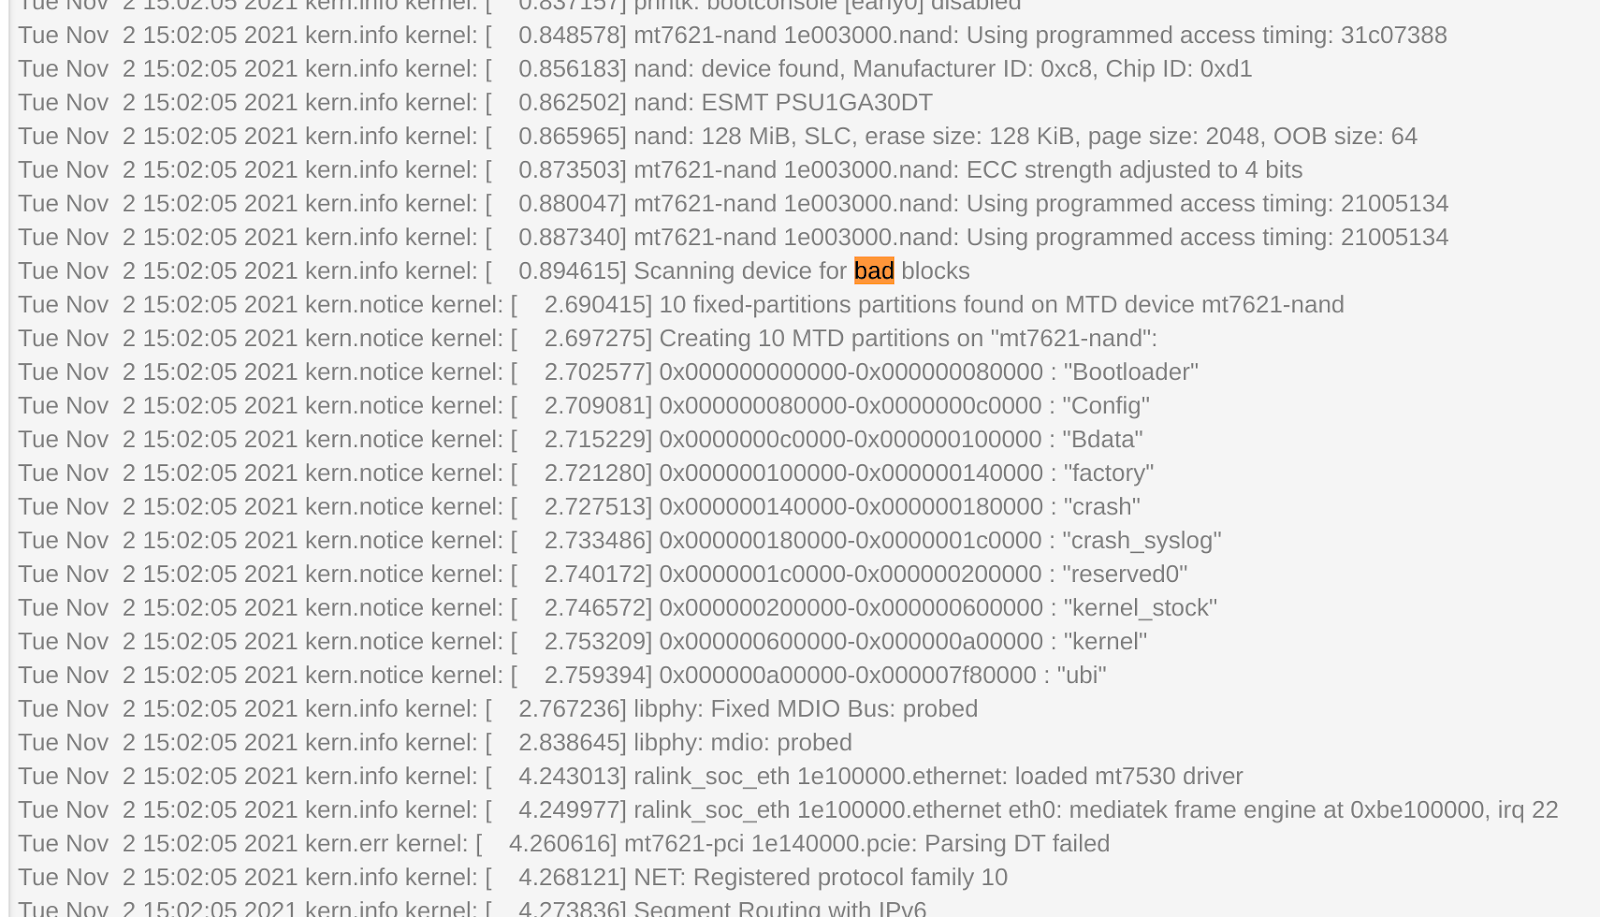 Tue Nov  2 15:02:05 2021 kern.info kernel: [    0.837157] printk: bootconsole [early0] disabled
Tue Nov  2 15:02:05 2021 kern.info kernel: [    0.848578] mt7621-nand 1e003000.nand: Using programmed access timing: 31c07388
Tue Nov  2 15:02:05 2021 kern.info kernel: [    0.856183] nand: device found, Manufacturer ID: 0xc8, Chip ID: 0xd1
Tue Nov  2 15:02:05 2021 kern.info kernel: [    0.862502] nand: ESMT PSU1GA30DT
Tue Nov  2 15:02:05 2021 kern.info kernel: [    0.865965] nand: 128 MiB, SLC, erase size: 128 KiB, page size: 2048, OOB size: 64
Tue Nov  2 15:02:05 2021 kern.info kernel: [    0.873503] mt7621-nand 1e003000.nand: ECC strength adjusted to 4 bits
Tue Nov  2 15:02:05 2021 kern.info kernel: [    0.880047] mt7621-nand 1e003000.nand: Using programmed access timing: 21005134
Tue Nov  2 15:02:05 2021 kern.info kernel: [    0.887340] mt7621-nand 1e003000.nand: Using programmed access timing: 21005134
Tue Nov  2 15:02:05 2021 kern.info kernel: [    0.894615] Scanning device for bad blocks
Tue Nov  2 15:02:05 2021 kern.notice kernel: [    2.690415] 10 fixed-partitions partitions found on MTD device mt7621-nand
Tue Nov  2 15:02:05 2021 kern.notice kernel: [    2.697275] Creating 10 MTD partitions on "mt7621-nand":
Tue Nov  2 15:02:05 2021 kern.notice kernel: [    2.702577] 0x000000000000-0x000000080000 : "Bootloader"
Tue Nov  2 15:02:05 2021 kern.notice kernel: [    2.709081] 0x000000080000-0x0000000c0000 : "Config"
Tue Nov  2 15:02:05 2021 kern.notice kernel: [    2.715229] 0x0000000c0000-0x000000100000 : "Bdata"
Tue Nov  2 15:02:05 2021 kern.notice kernel: [    2.721280] 0x000000100000-0x000000140000 : "factory"
Tue Nov  2 15:02:05 2021 kern.notice kernel: [    2.727513] 0x000000140000-0x000000180000 : "crash"
Tue Nov  2 15:02:05 2021 kern.notice kernel: [    2.733486] 0x000000180000-0x0000001c0000 : "crash_syslog"
Tue Nov  2 15:02:05 2021 kern.notice kernel: [    2.740172] 0x0000001c0000-0x000000200000 : "reserved0"
Tue Nov  2 15:02:05 2021 kern.notice kernel: [    2.746572] 0x000000200000-0x000000600000 : "kernel_stock"
Tue Nov  2 15:02:05 2021 kern.notice kernel: [    2.753209] 0x000000600000-0x000000a00000 : "kernel"
Tue Nov  2 15:02:05 2021 kern.notice kernel: [    2.759394] 0x000000a00000-0x000007f80000 : "ubi"
Tue Nov  2 15:02:05 2021 kern.info kernel: [    2.767236] libphy: Fixed MDIO Bus: probed
Tue Nov  2 15:02:05 2021 kern.info kernel: [    2.838645] libphy: mdio: probed
Tue Nov  2 15:02:05 2021 kern.info kernel: [    4.243013] ralink_soc_eth 1e100000.ethernet: loaded mt7530 driver
Tue Nov  2 15:02:05 2021 kern.info kernel: [    4.249977] ralink_soc_eth 1e100000.ethernet eth0: mediatek frame engine at 0xbe100000, irq 22
Tue Nov  2 15:02:05 2021 kern.err kernel: [    4.260616] mt7621-pci 1e140000.pcie: Parsing DT failed
Tue Nov  2 15:02:05 2021 kern.info kernel: [    4.268121] NET: Registered protocol family 10
Tue Nov  2 15:02:05 2021 kern.info kernel: [    4.273836] Segment Routing with IPv6